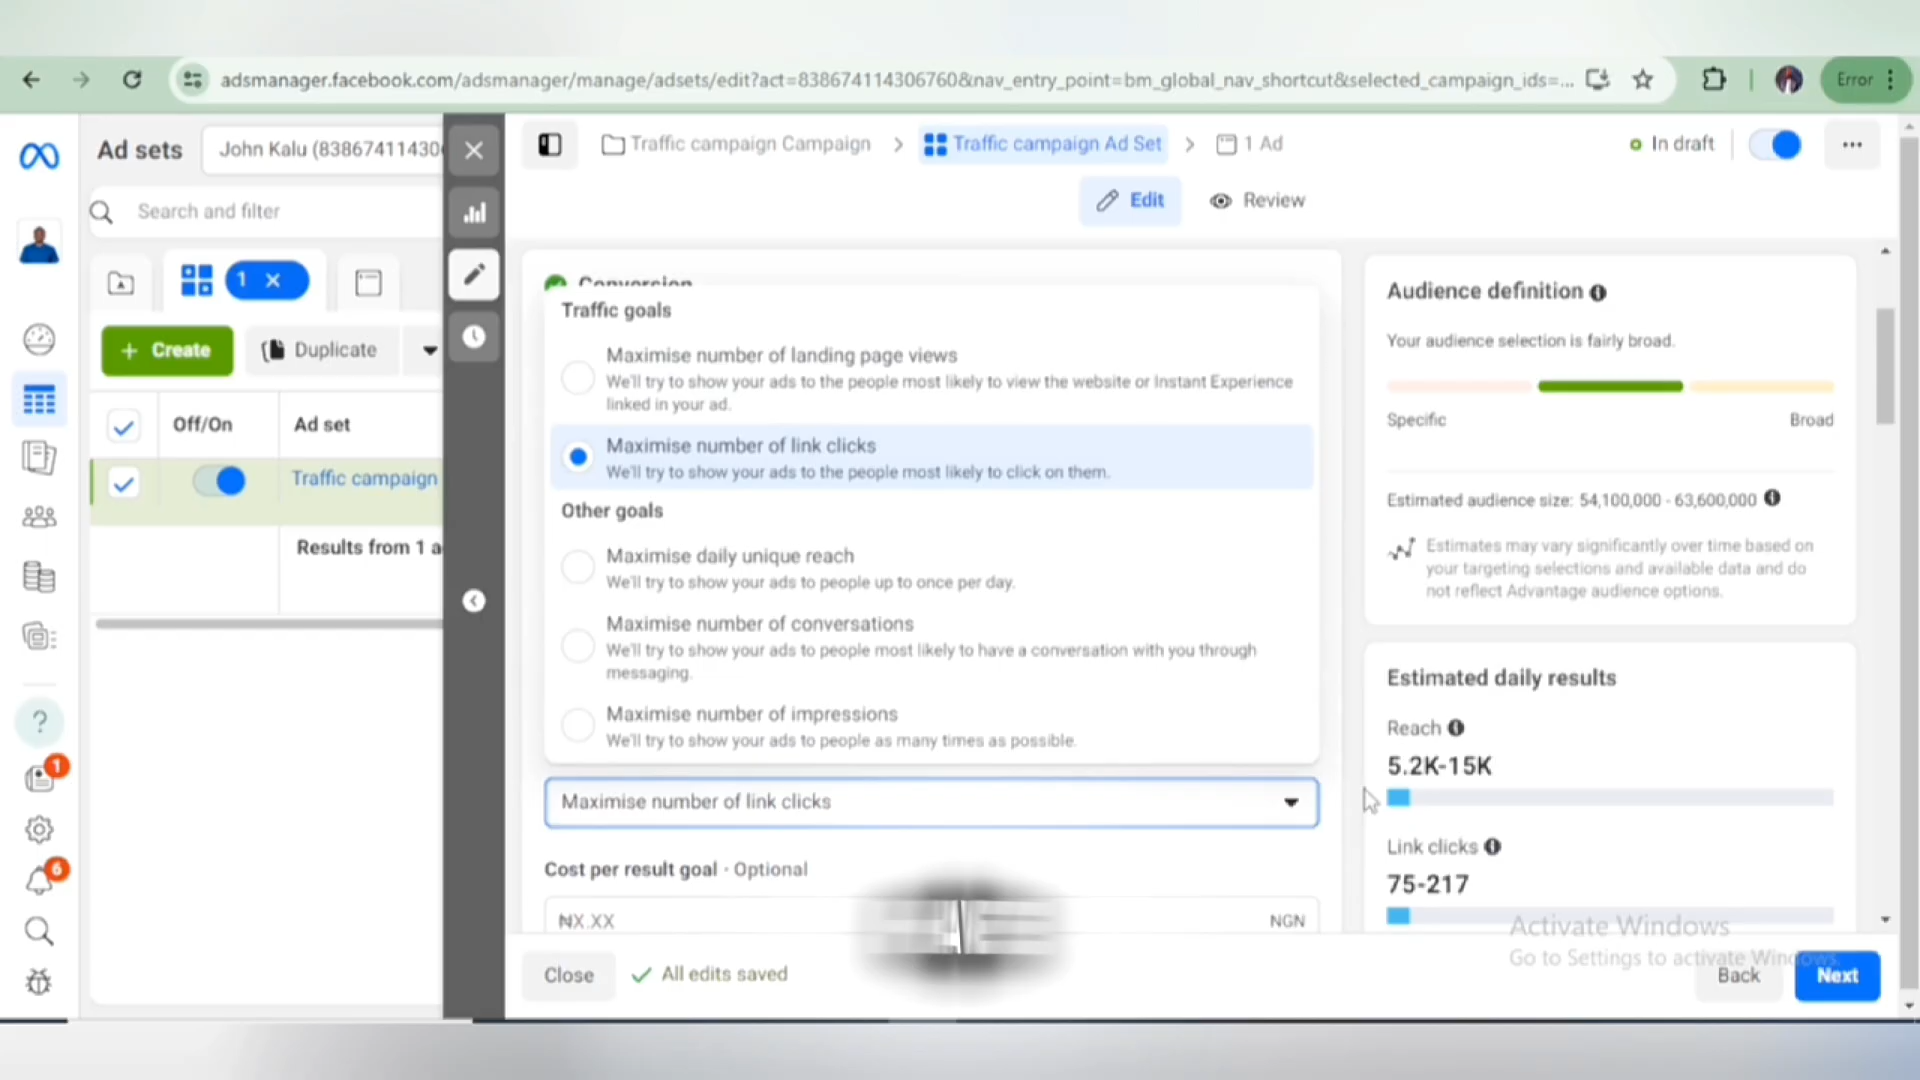 adsmanager.facebook.com/adsmanager/manage/adsets/edit?act=838674114306760&nav_entry_point=bm_global_nav_shortcut&selected_campaign_ids=...
Error
Ad sets
John Kalu (83867411430
Search and filter
1
Create
Duplicate
Off/On
Ad set
Traffic campaign
Results from 1 a
1
6
Traffic campaign Campaign
Traffic campaign Ad Set
1 Ad
In draft
Edit
Review
Conversion
Traffic goals
Maximise number of landing page views
We'll try to show your ads to the people most likely to view the website or Instant Experience
linked in your ad.
Maximise number of link clicks
We'll try to show your ads to the people most likely to click on them.
Other goals
Maximise daily unique reach
We'll try to show your ads to people up to once per day.
Maximise number of conversations
We'll try to show your ads to people most likely to have a conversation with you through
messaging.
Maximise number of impressions
We'll try to show your ads to people as many times as possible.
Maximise number of link clicks
Cost per result goal · Optional
₦X.XX
NGN
Close
All edits saved
Back
Next
Audience definition
Your audience selection is fairly broad.
Specific
Broad
Estimated audience size: 54,100,000 - 63,600,000
Estimates may vary significantly over time based on
your targeting selections and available data and do
not reflect Advantage audience options.
Estimated daily results
Reach
5.2K-15K
Link clicks
75-217
Activate Windows
Go to Settings to activate Windows.